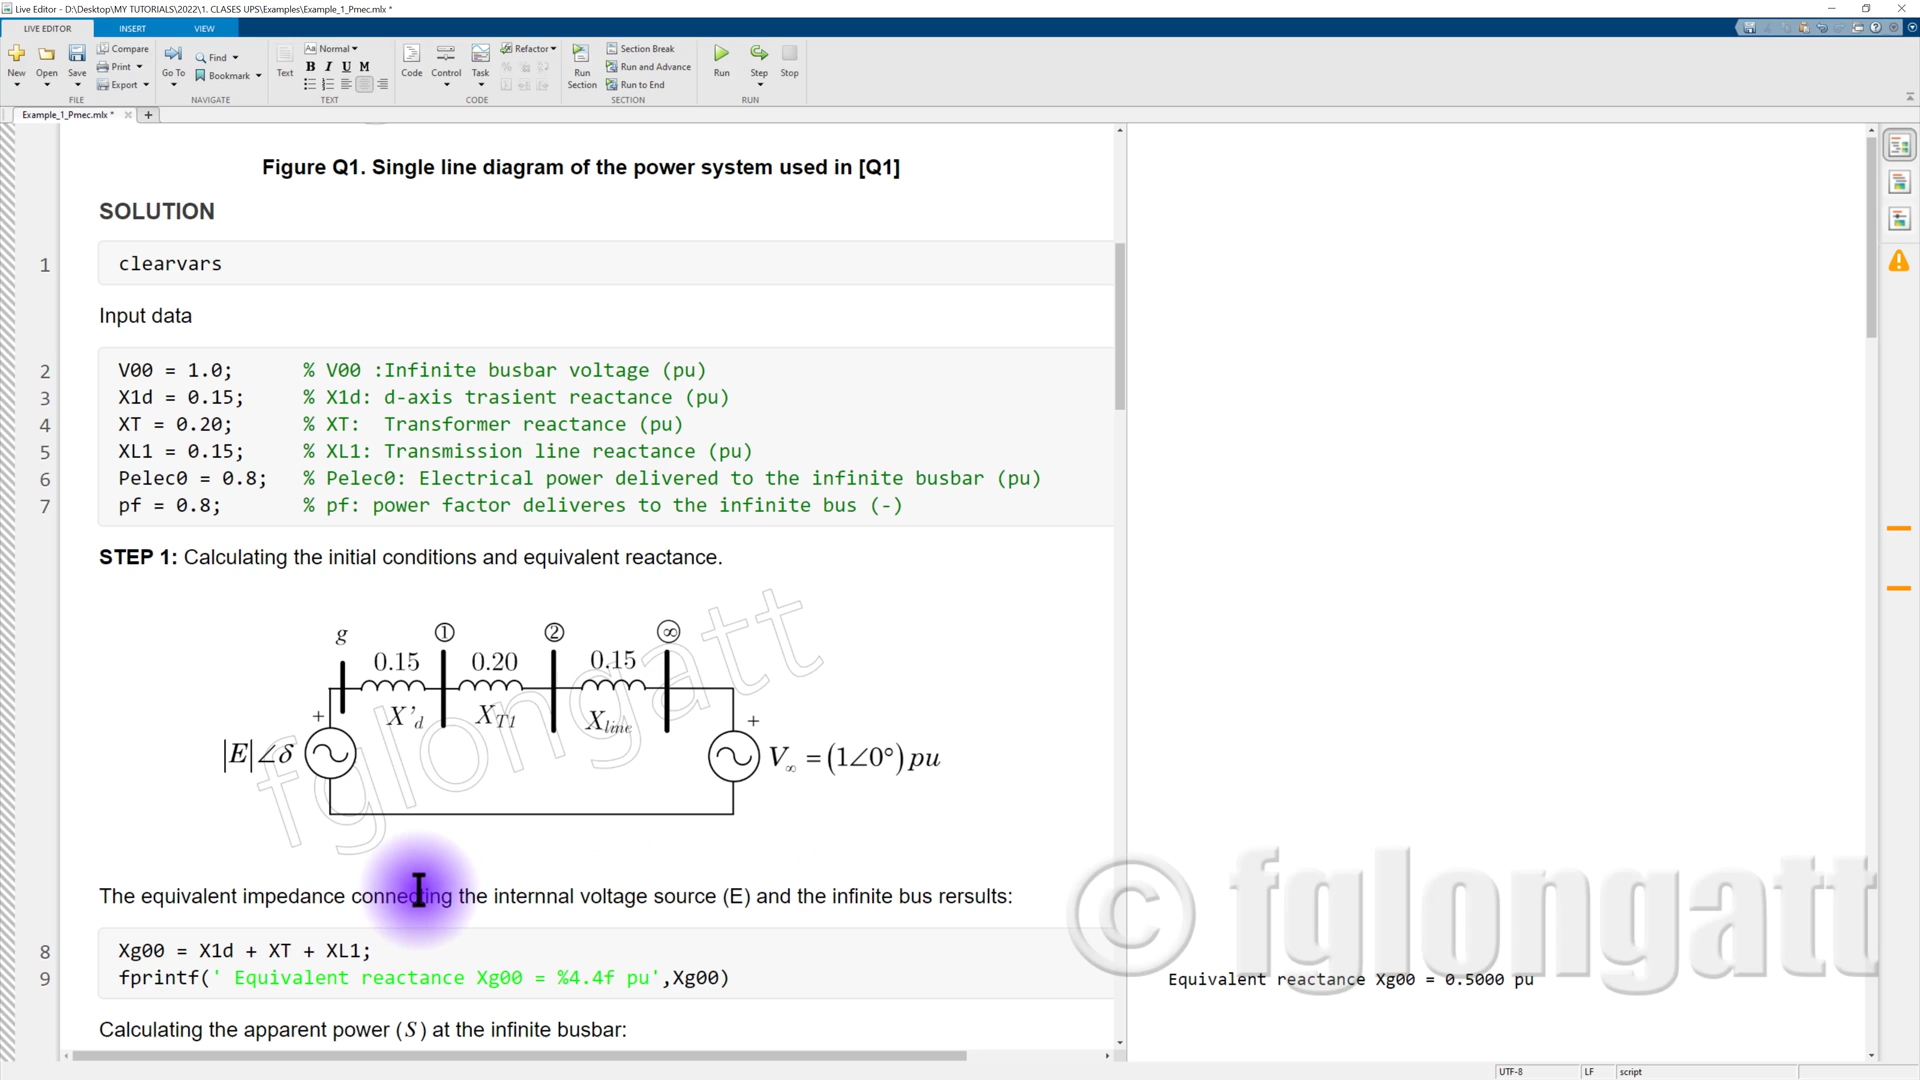 Live Editor - D:\Desktop\MY TUTORIALS\2022\1. CLASES UPS\Examples\Example_1_Pmec.mlx *
LIVE EDITOR INSERT VIEW
New Open Save Compare Print Export
FILE
Go To Find Bookmark
NAVIGATE
Text Normal B I U M
TEXT
Code Control Task Refactor
CODE
Run Section Section Break Run and Advance Run to End
SECTION
Run Step Stop
RUN
Example_1_Pmec.mlx * × +
Figure Q1. Single line diagram of the power system used in [Q1]
SOLUTION
1 clearvars
Input data
2 V00 = 1.0; % V00 :Infinite busbar voltage (pu)
3 X1d = 0.15; % X1d: d-axis trasient reactance (pu)
4 XT = 0.20; % XT: Transformer reactance (pu)
5 XL1 = 0.15; % XL1: Transmission line reactance (pu)
6 Pelec0 = 0.8; % Pelec0: Electrical power delivered to the infinite busbar (pu)
7 pf = 0.8; % pf: power factor deliveres to the infinite bus (-)
STEP 1: Calculating the initial conditions and equivalent reactance.
g ① ② ∞
0.15 0.20 0.15
X'd XT1 Xline
+ +
|E|∠δ V∞ = (1∠0°) pu
fglongatt
The equivalent impedance connecting the internnal voltage source (E) and the infinite bus rersults:
8 Xg00 = X1d + XT + XL1;
9 fprintf(' Equivalent reactance Xg00 = %4.4f pu',Xg00)
Calculating the apparent power (S) at the infinite busbar:
© fglongatt
Equivalent reactance Xg00 = 0.5000 pu
UTF-8 LF script